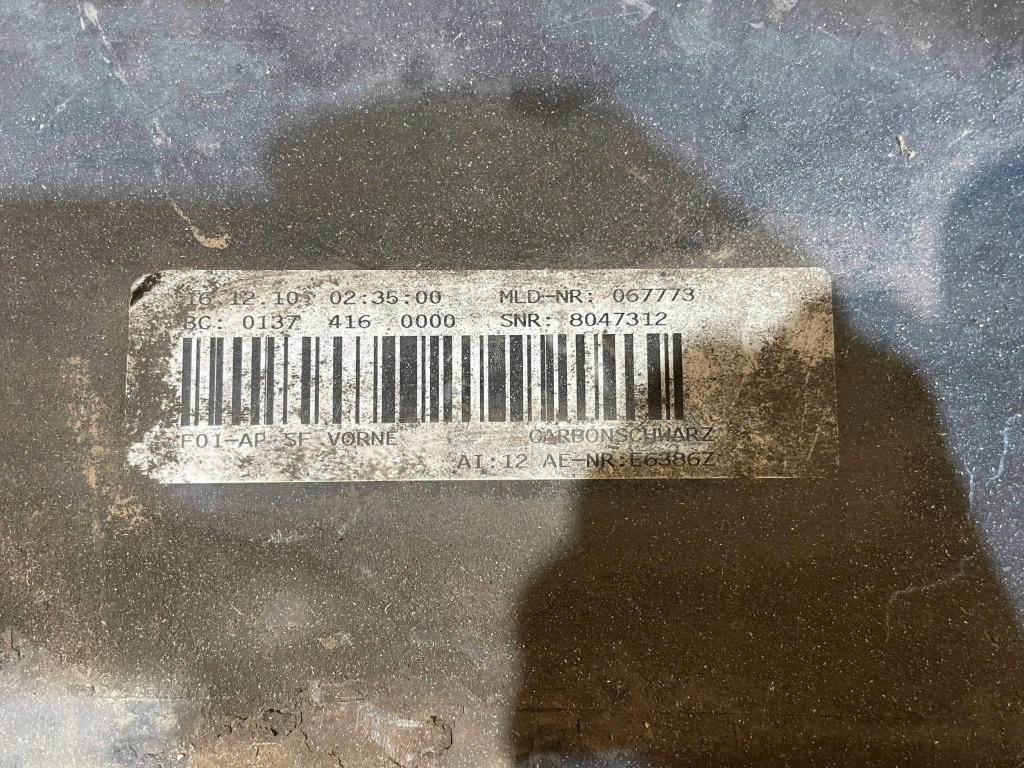 16.12.10 02:35:00 MLD-NR: 067773
BC: 0137 416 0000 SNR: 8047312
F01-AP SF VORNE CARBONSCHWARZ
AI:12 AE-NR:E6386Z